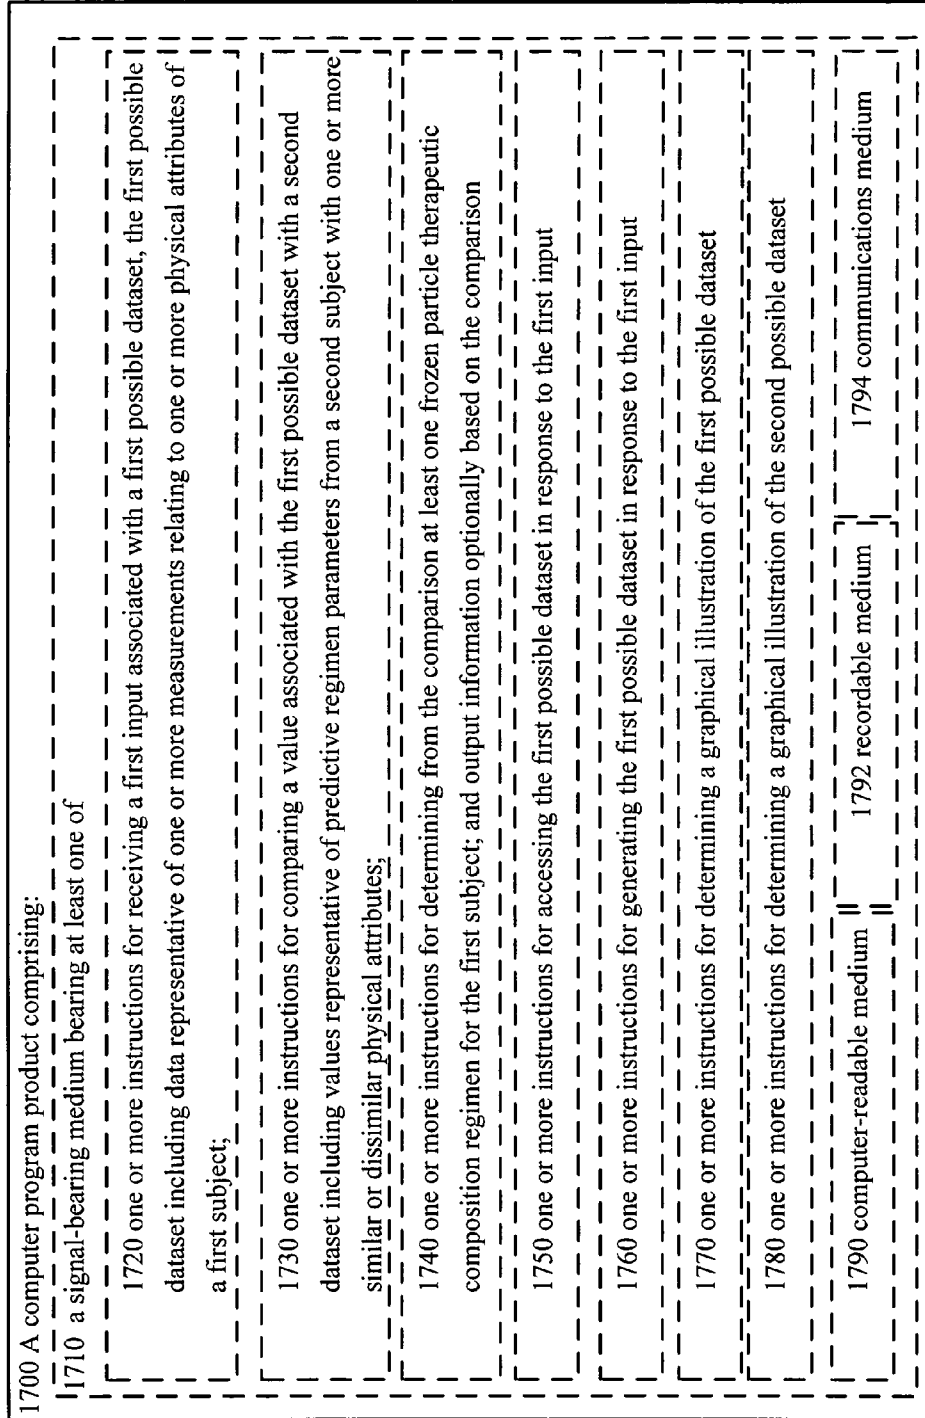 1700 A computer program product comprising:
1710 a signal-bearing medium bearing at least one of
1720 one or more instructions for receiving a first input associated with a first possible dataset, the first possible
dataset including data representative of one or more measurements relating to one or more physical attributes of
a first subject;
1730 one or more instructions for comparing a value associated with the first possible dataset with a second
dataset including values representative of predictive regimen parameters from a second subject with one or more
similar or dissimilar physical attributes;
1740 one or more instructions for determining from the comparison at least one frozen particle therapeutic
composition regimen for the first subject; and output information optionally based on the comparison
1750 one or more instructions for accessing the first possible dataset in response to the first input
1760 one or more instructions for generating the first possible dataset in response to the first input
1770 one or more instructions for determining a graphical illustration of the first possible dataset
1780 one or more instructions for determining a graphical illustration of the second possible dataset
1790 computer-readable medium
1792 recordable medium
1794 communications medium